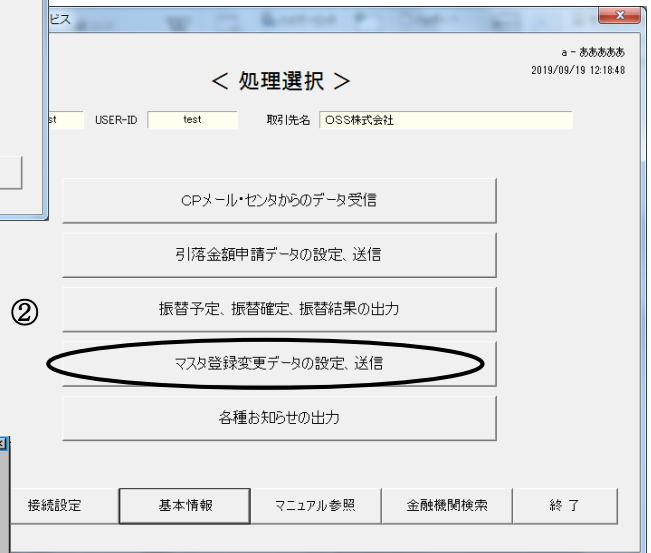 ビス
a - あああああ
< 処理選択 >
2019/09/19 12:18:48
st USER-ID test 取引先名 OSS株式会社
CPメール・センタからのデータ受信
引落金額申請データの設定、送信
② 振替予定、振替確定、振替結果の出力
マスタ登録変更データの設定、送信
各種お知らせの出力
接続設定 基本情報 マニュアル参照 金融機関検索 終 了